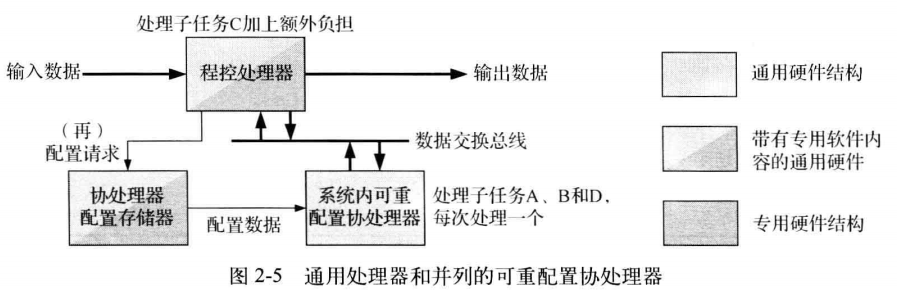 处理子任务C加上额外负担
输入数据
程控处理器
输出数据
通用硬件结构
（再）
配置请求
数据交换总线
带有专用软件内
容的通用硬件
协处理器
配置存储器
配置数据
系统内可重
配置协处理器
处理子任务A、B和D，
每次处理一个
专用硬件结构
图 2-5 通用处理器和并列的可重配置协处理器